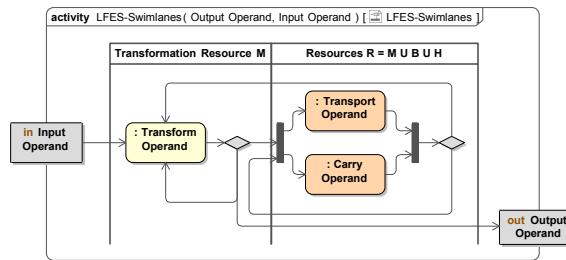 activity LFES-Swimlanes( Output Operand, Input Operand ) [ LFES-Swimlanes ]
Transformation Resource M
Resources R = M U B U H
in Input
Operand
: Transform
Operand
: Transport
Operand
: Carry
Operand
out Output
Operand